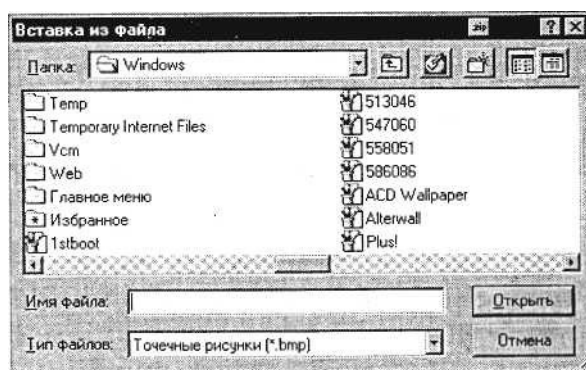 Вставка из файла zip
Папка: Windows
Temp
Temporary Internet Files
Vcm
Web
Главное меню
Избранное
1stboot
513046
547060
558051
586086
ACD Wallpaper
Alterwall
Plus!
Имя файла: Открыть
Тип файлов: Точечные рисунки (*.bmp) Отмена